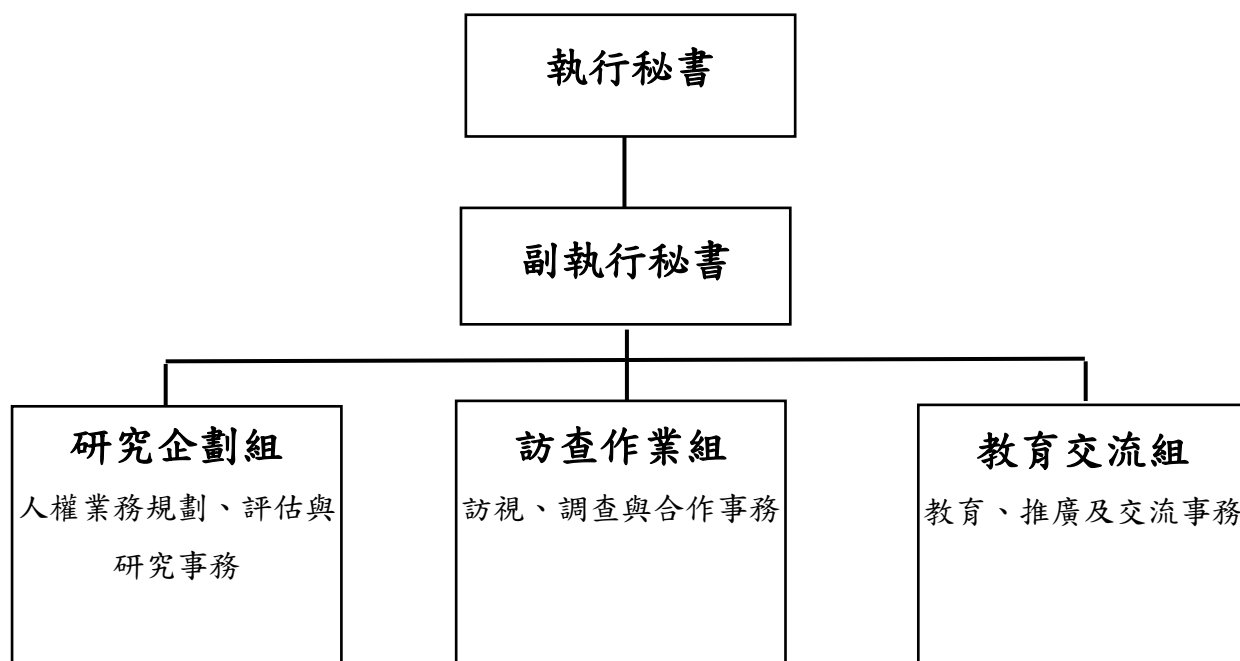 執行秘書
副執行秘書
研究企劃組
人權業務規劃、評估與
研究事務
訪查作業組
訪視、調查與合作事務
教育交流組
教育、推廣及交流事務